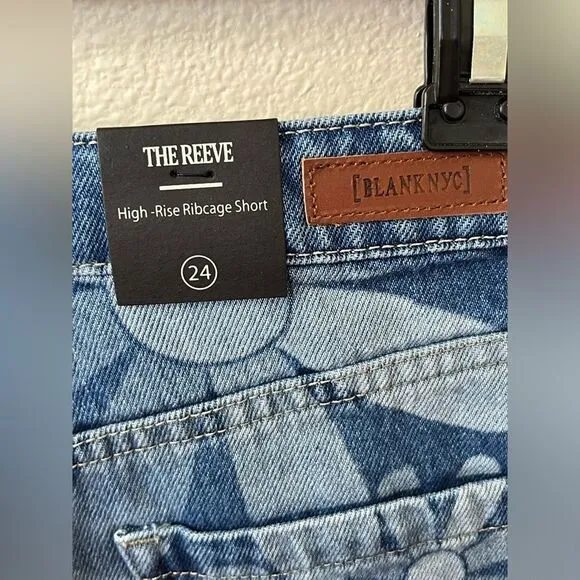 THE REEVE
High -Rise Ribcage Short
24
[BLANKNYC]